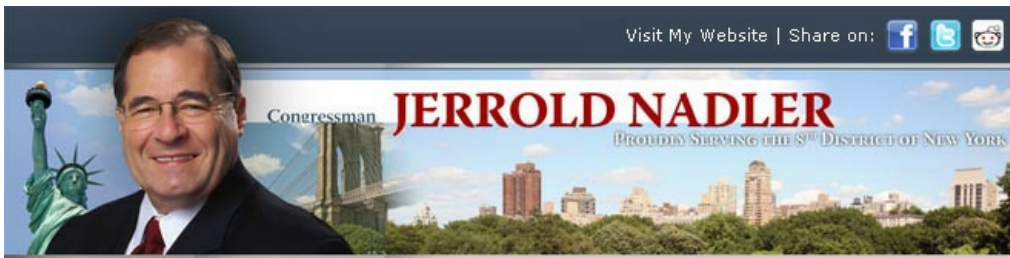 Visit My Website | Share on:
Congressman JERROLD NADLER
PROUDLY SERVING THE 8TH DISTRICT OF NEW YORK